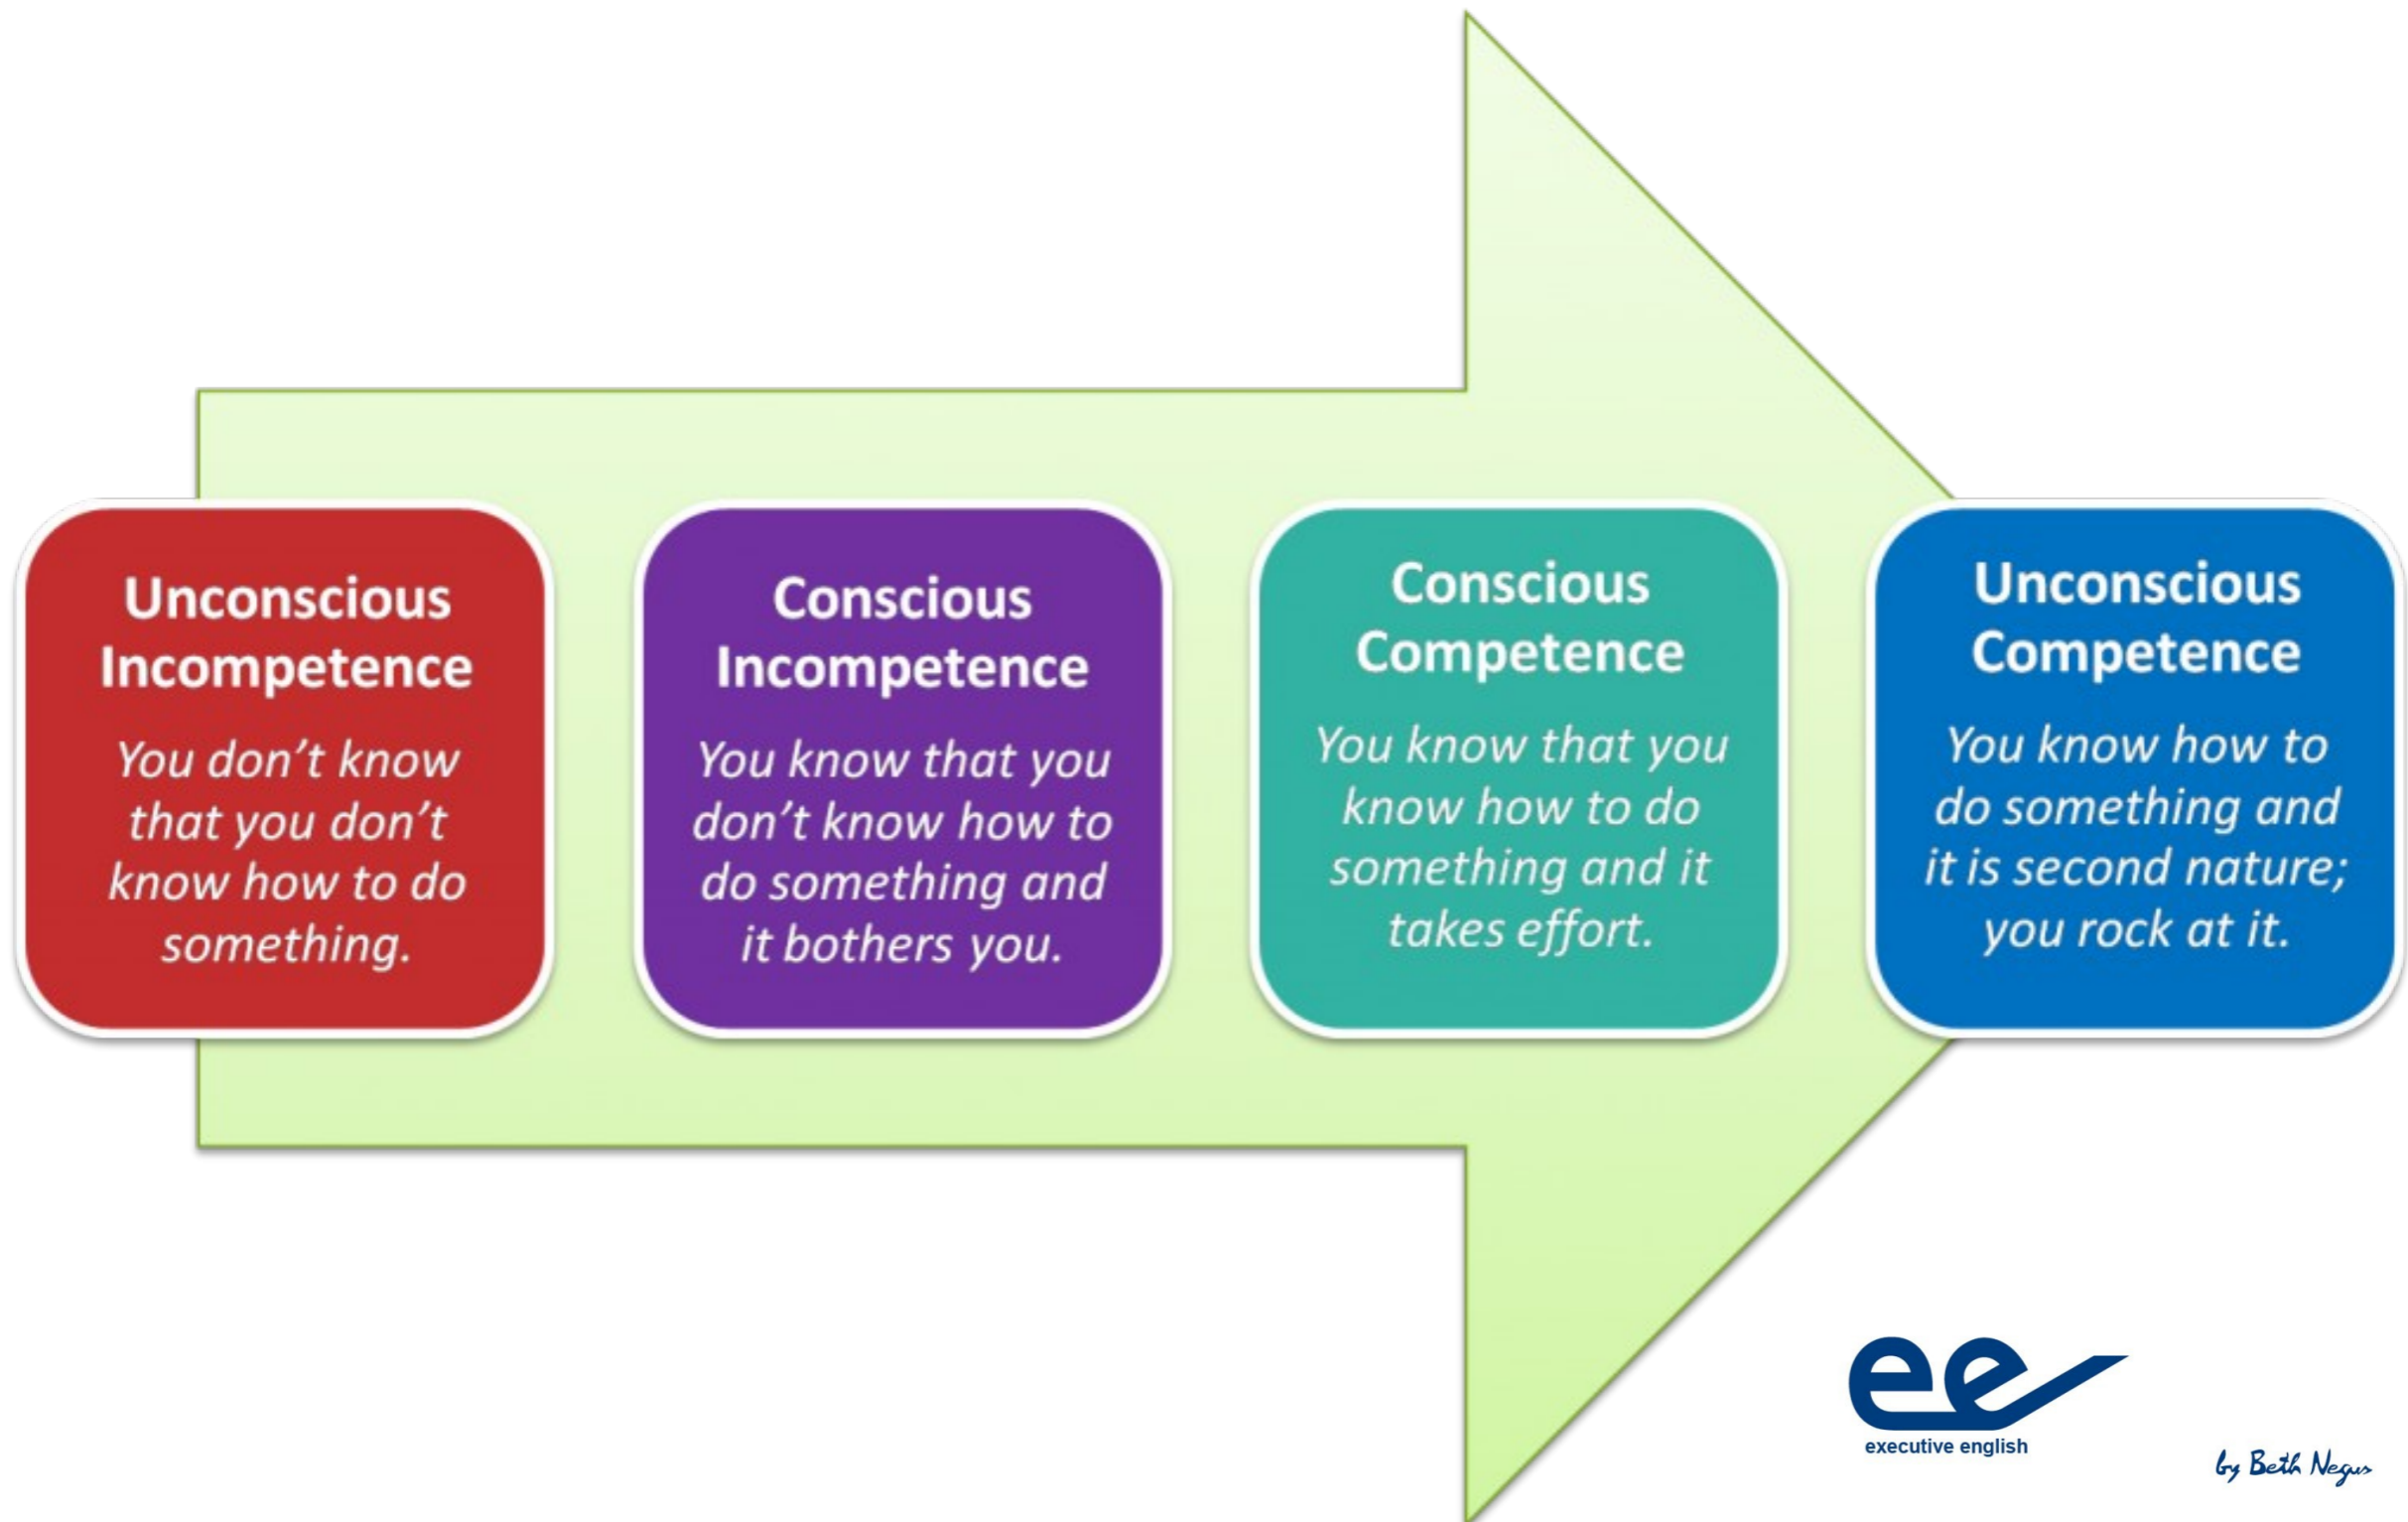 Unconscious
Incompetence
You don’t know
that you don’t
know how to do
something.
Conscious
Incompetence
You know that you
don’t know how to
do something and
it bothers you.
Conscious
Competence
You know that you
know how to do
something and it
takes effort.
Unconscious
Competence
You know how to
do something and
it is second nature;
you rock at it.
ee
executive english
by Beth Negus